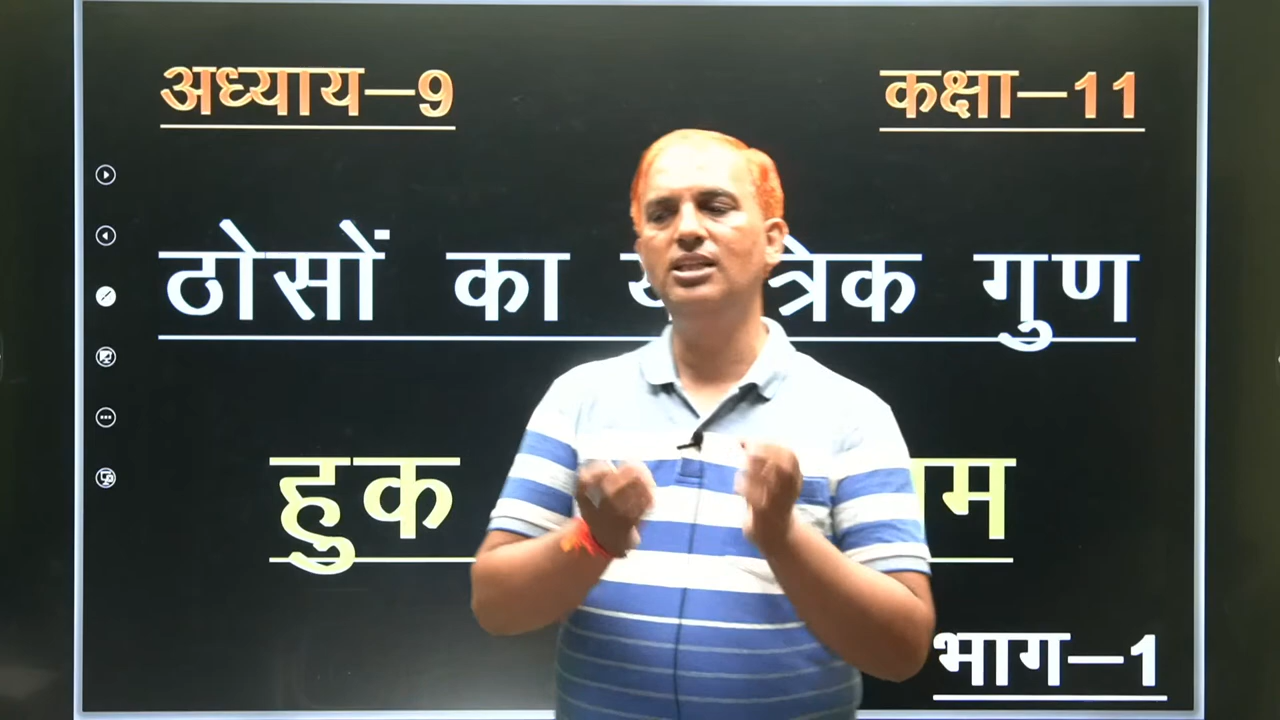 अध्याय–9
कक्षा–11
ठोसों का गुण
हुक
भाग–1